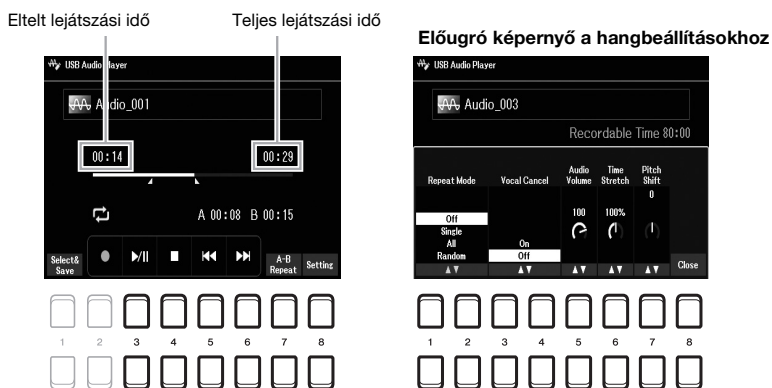 Eltelt lejátszási idő
Teljes lejátszási idő
USB Audio Player
Audio_001
00:14
00:29
A 00:08 B 00:15
Select&
Save
A-B
Repeat
Setting
1 2 3 4 5 6 7 8
Előugró képernyő a hangbeállításokhoz
USB Audio Player
Audio_003
Recordable Time 80:00
Repeat Mode
Vocal Cancel
Audio
Volume
Time
Stretch
Pitch
Shift
0
Off
Single
All
Random
On
Off
100
100%
Close
1 2 3 4 5 6 7 8